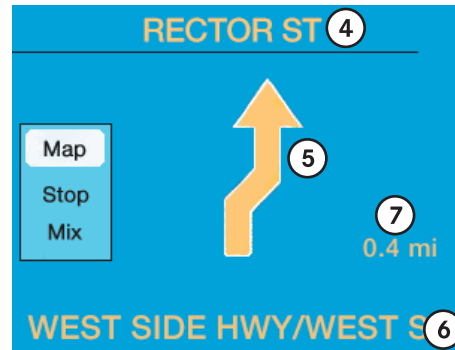 RECTOR ST 4
5
Map
Stop
Mix
7
0.4 mi
WEST SIDE HWY/WEST S 6